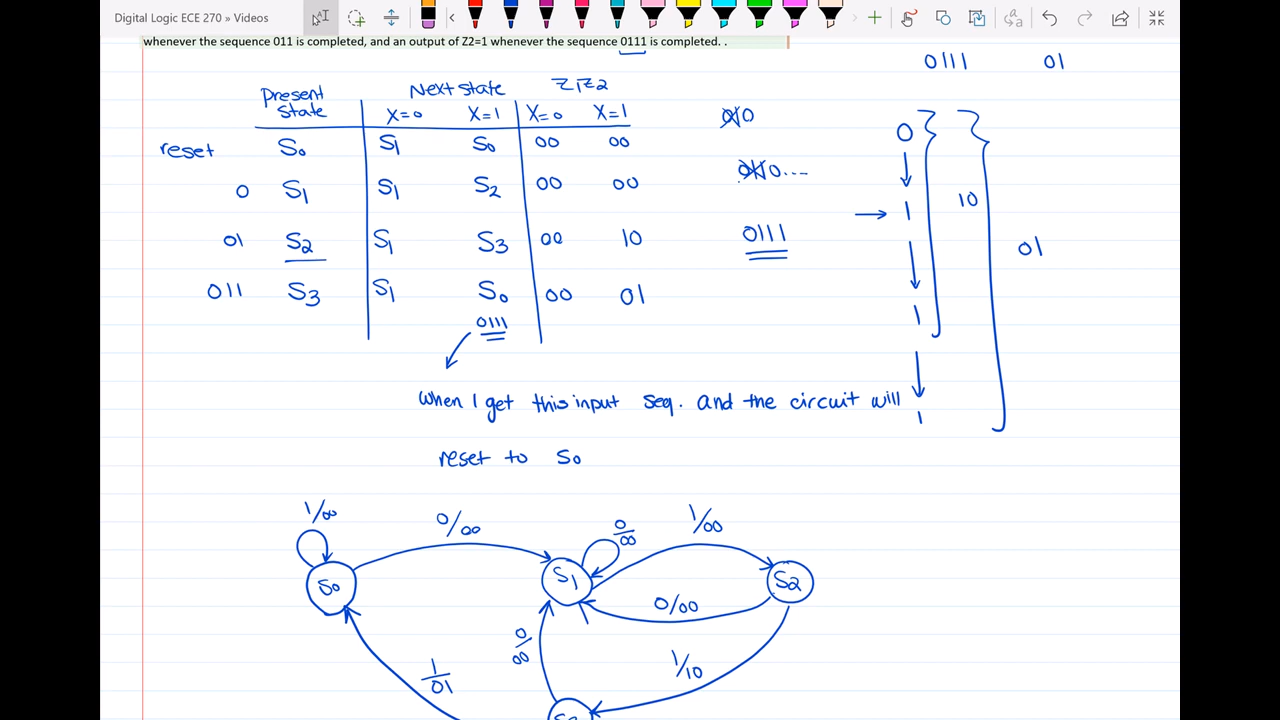 Digital Logic ECE 270 » Videos
whenever the sequence 011 is completed, and an output of Z2=1 whenever the sequence 0111 is completed. .
0111 01
Present state Next state Z1Z2
X=0 X=1 X=0 X=1
reset S0 S1 S0 00 00
0 S1 S1 S2 00 00
01 S2 S1 S3 00 10
011 S3 S1 S0 00 01
0111
010
0110...
0111
0
1
1
1
10
01
When I get this input seq. and the circuit will
reset to S0
1/00
0/00
0/00
1/00
S0
S1
S2
0/00
0/00
1/10
1/01